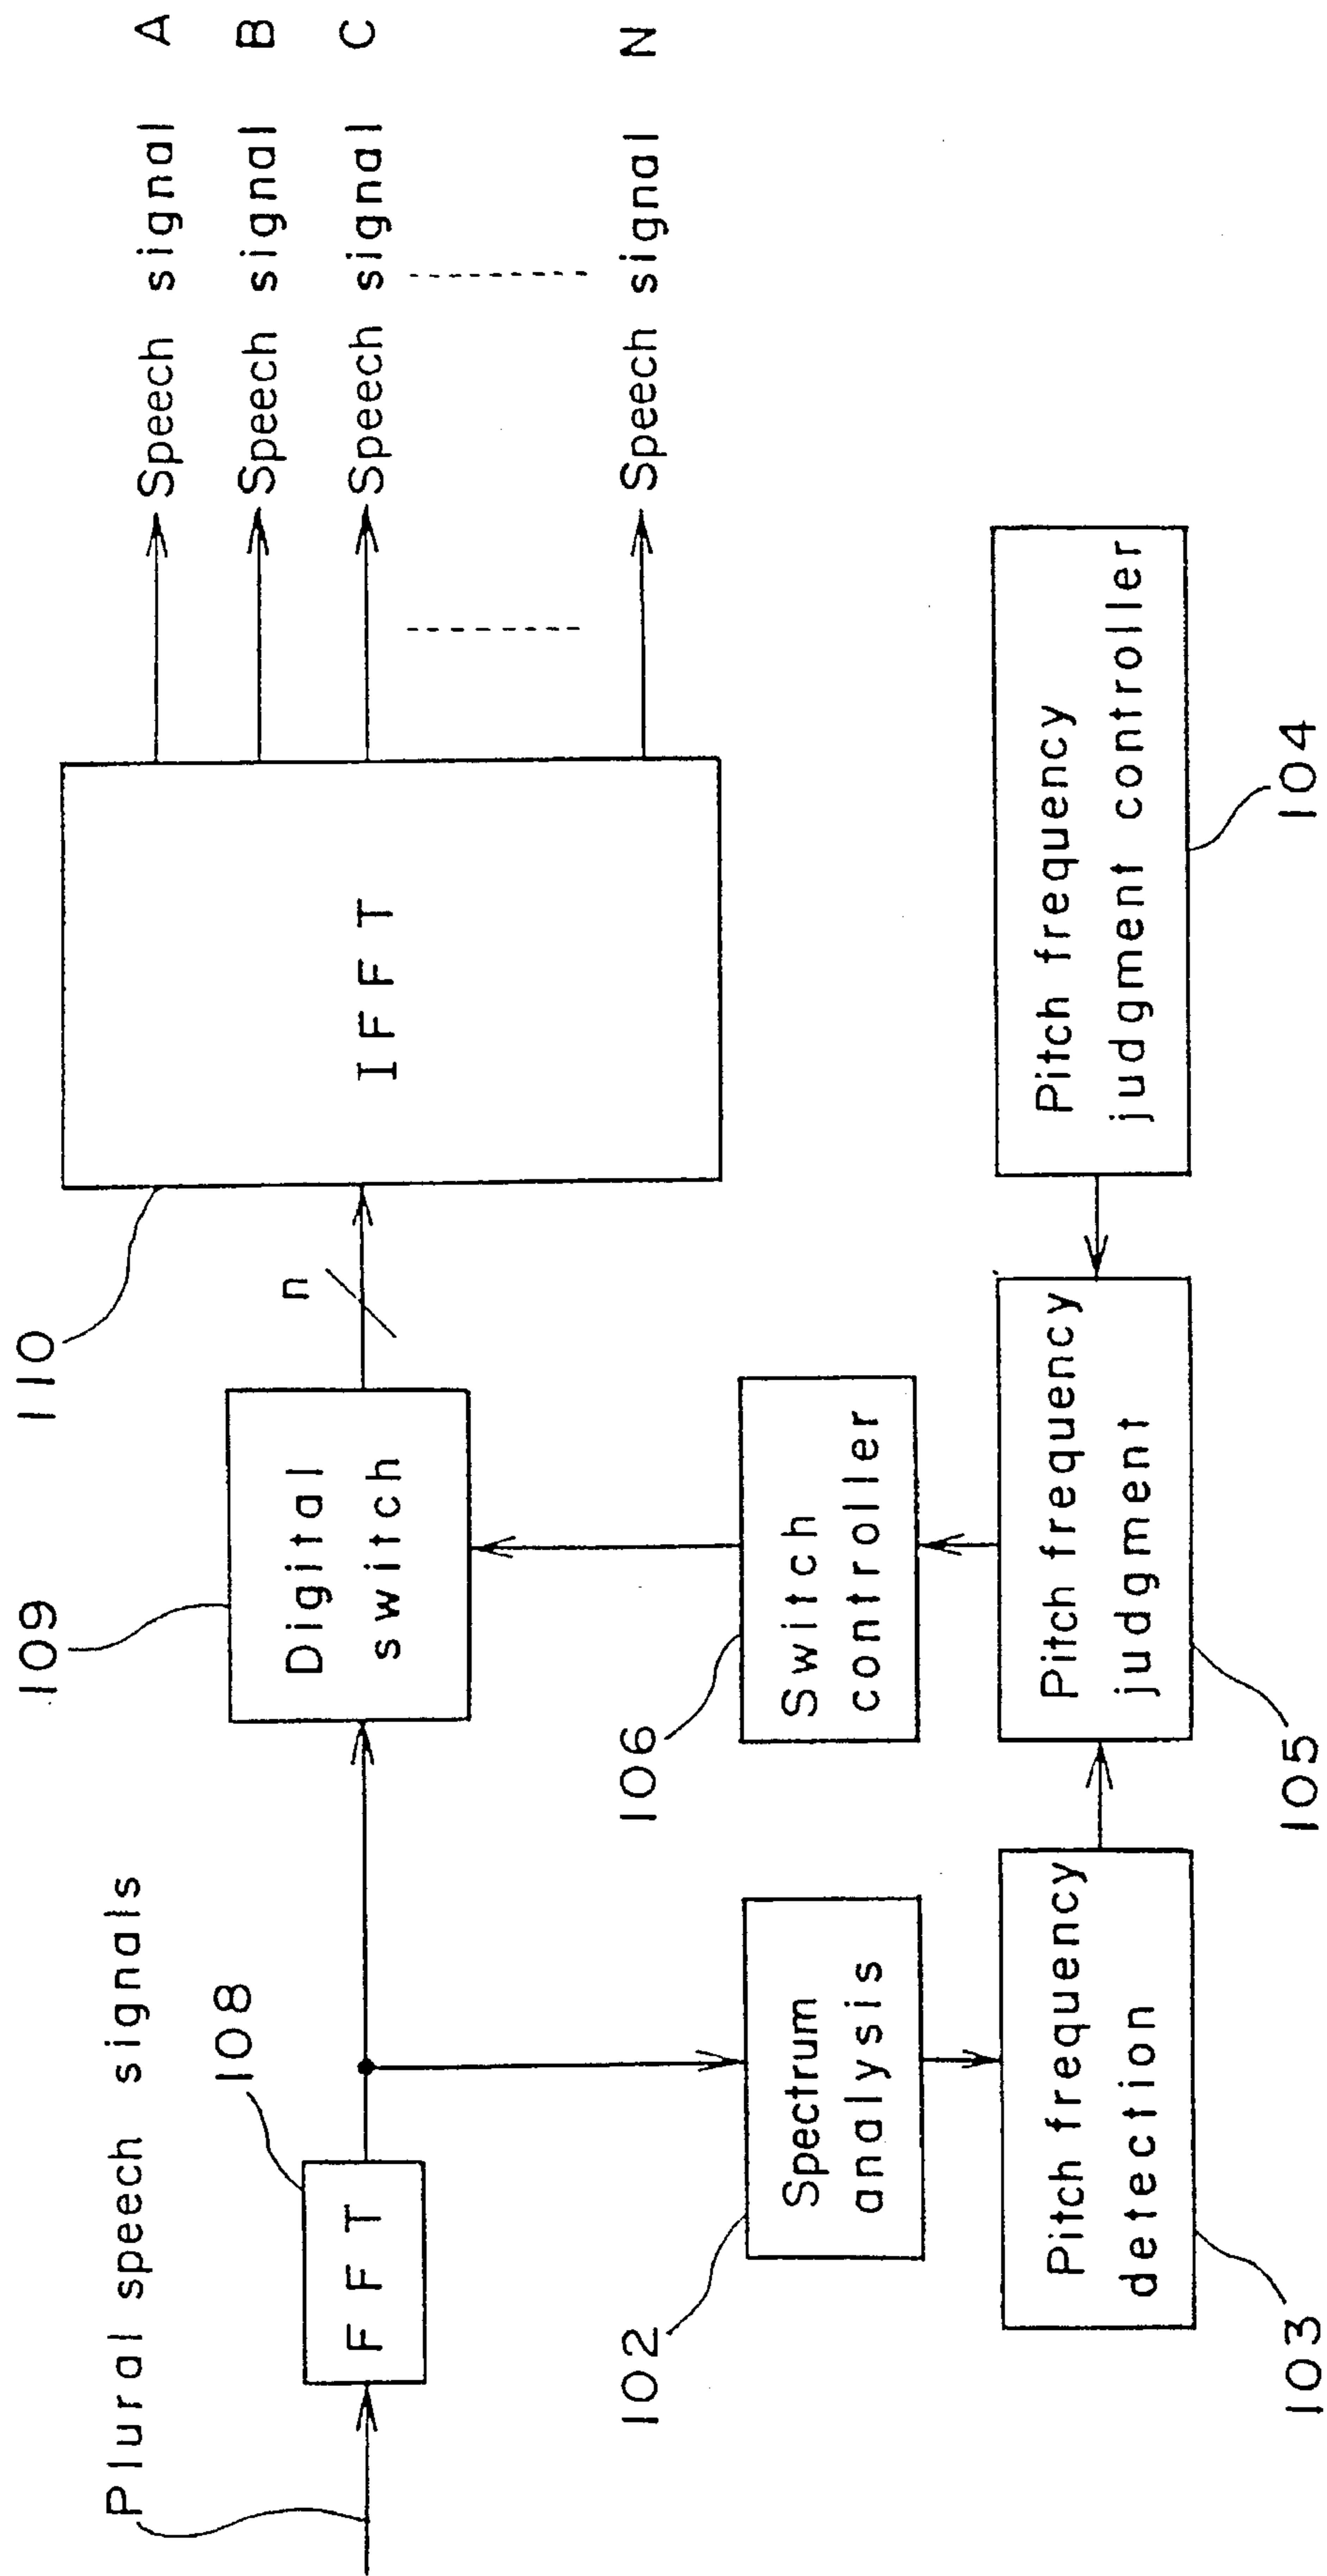 Plural speech signals
108
FFT
109
Digital
switch
n
110
IFFT
Speech signal A
Speech signal B
Speech signal C
Speech signal N
102
Spectrum
analysis
106
Switch
controller
103
Pitch frequency
detection
105
Pitch frequency
judgment
104
Pitch frequency
judgment controller